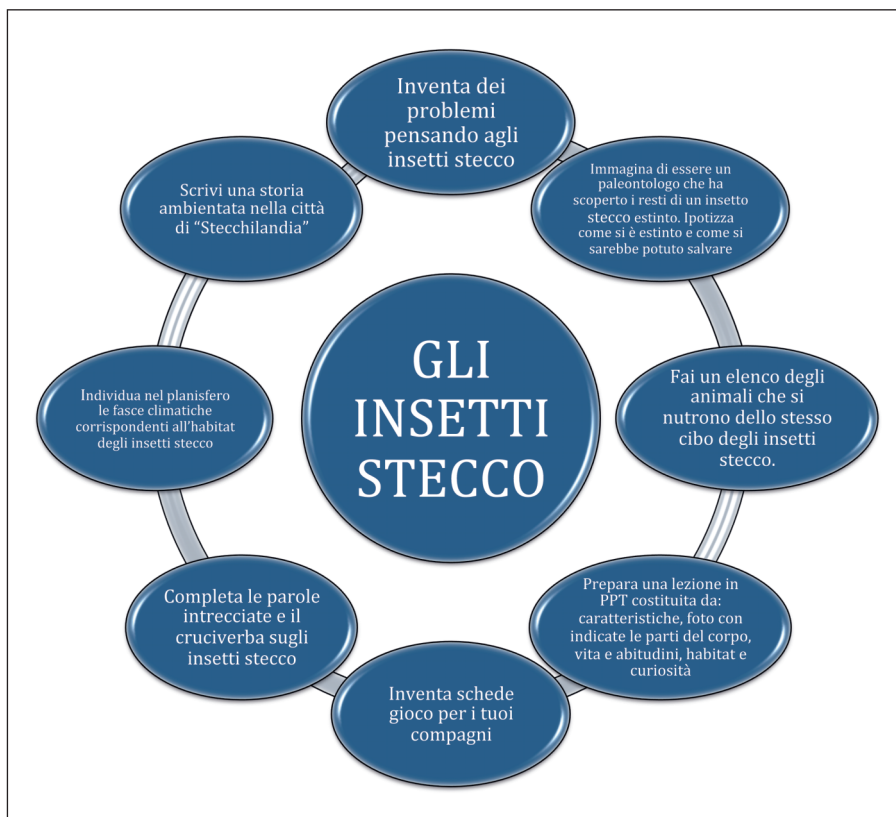 Inventa dei
problemi
pensando agli
insetti stecco
Immagina di essere un
paleontologo che ha
scoperto i resti di un insetto
stecco estinto. Ipotizza
come si è estinto e come si
sarebbe potuto salvare
Fai un elenco degli
animali che si
nutrono dello stesso
cibo degli insetti
stecco.
Prepara una lezione in
PPT costituita da:
caratteristiche, foto con
indicate le parti del corpo,
vita e abitudini, habitat e
curiosità
Inventa schede
gioco per i tuoi
compagni
Completa le parole
intrecciate e il
cruciverba sugli
insetti stecco
Individua nel planisfero
le fasce climatiche
corrispondenti all'habitat
degli insetti stecco
Scrivi una storia
ambientata nella città
di “Stecchilandia”
GLI
INSETTI
STECCO